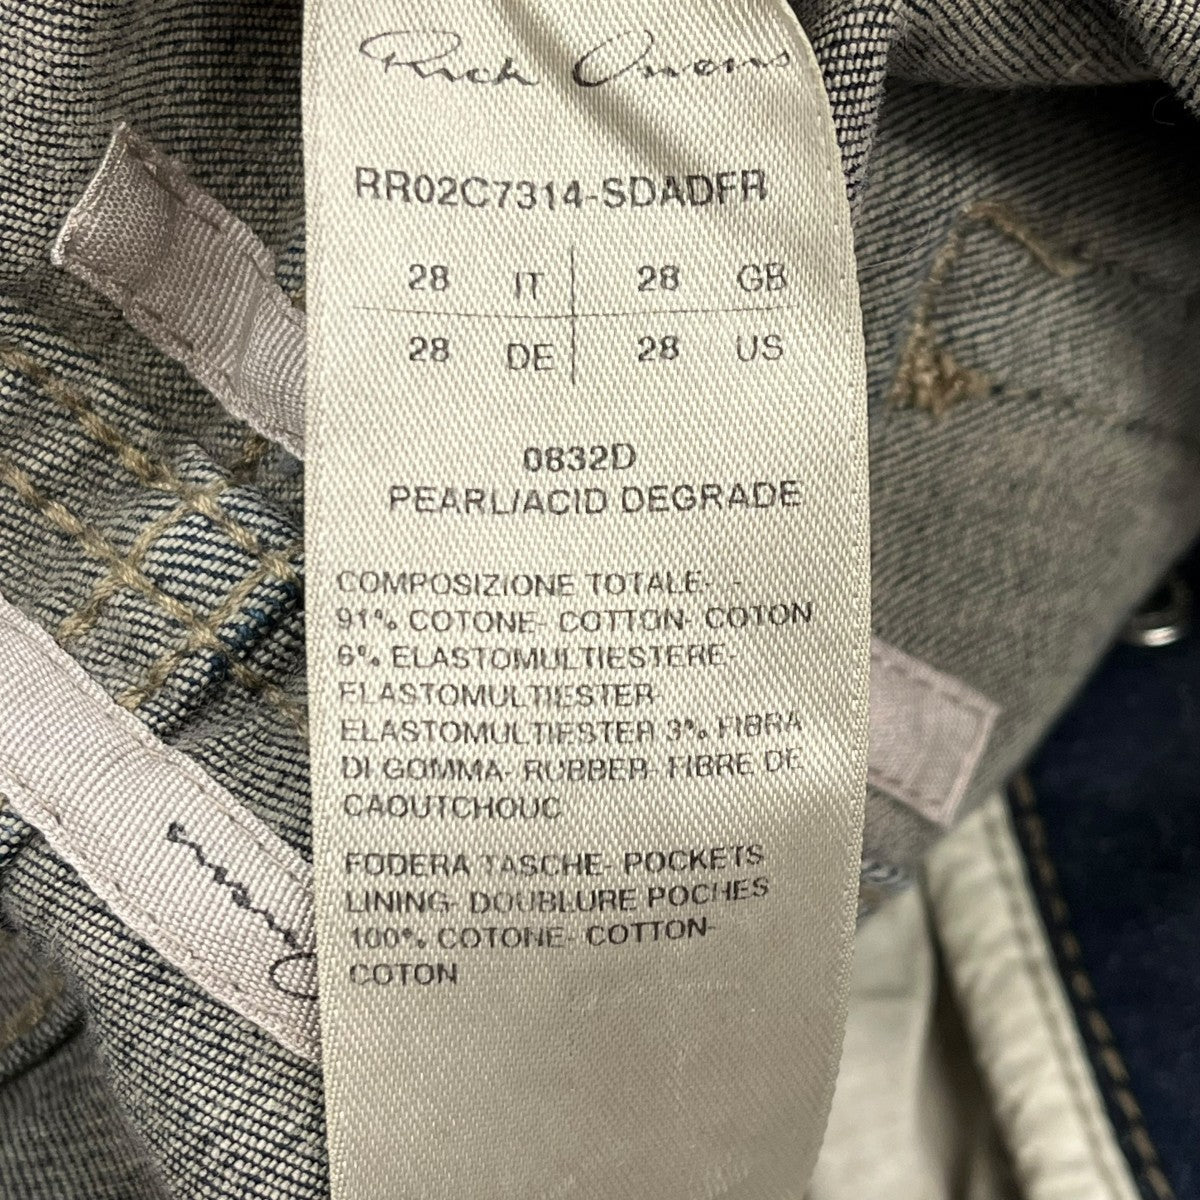 Rick Owens
RR02C7314-SDADFR
28 IT 28 GB
28 DE 28 US
0832D
PEARL/ACID DEGRADE
COMPOSIZIONE TOTALE- -
91% COTONE- COTTON- COTON
6% ELASTOMULTIESTERE-
ELASTOMULTIESTER-
ELASTOMULTIESTER 3% FIBRA
DI GOMMA- RUBBER- FIBRE DE
CAOUTCHOUC
FODERA TASCHE- POCKETS
LINING- DOUBLURE POCHES
100% COTONE- COTTON-
COTON